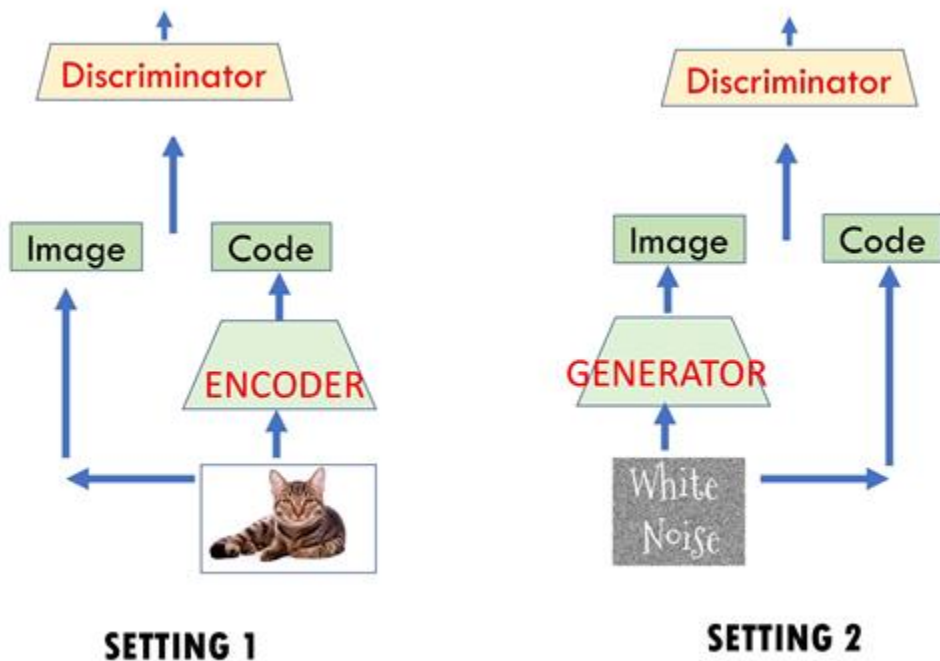 Discriminator
Image
Code
ENCODER
SETTING 1
Discriminator
Image
Code
GENERATOR
White
Noise
SETTING 2